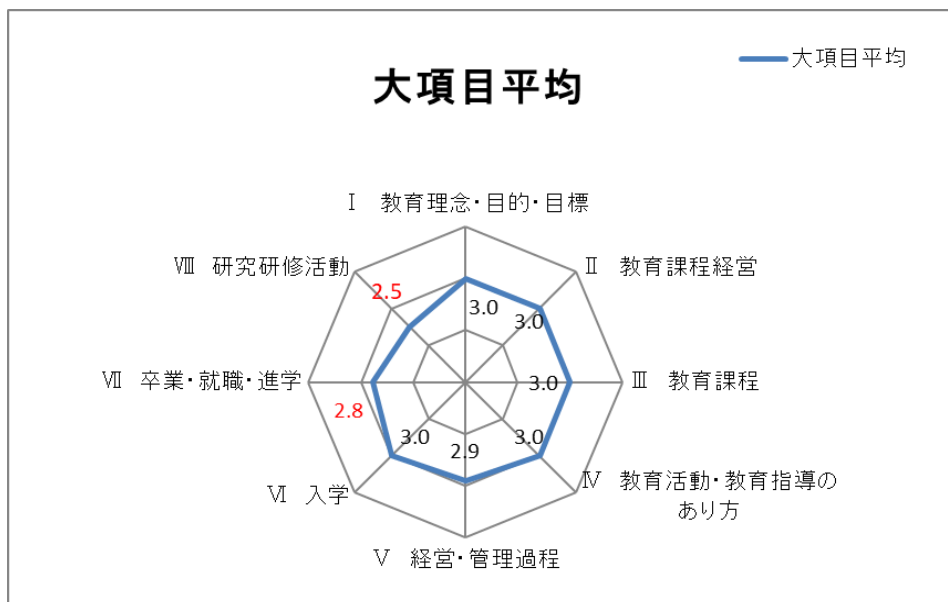 大項目平均
大項目平均
Ⅰ 教育理念・目的・目標
Ⅷ 研究研修活動
Ⅱ 教育課程経営
2.5
3.0
3.0
Ⅶ 卒業・就職・進学
3.0
Ⅲ 教育課程
2.8
3.0
2.9
3.0
Ⅵ 入学
Ⅳ 教育活動・教育指導の
あり方
Ⅴ 経営・管理過程